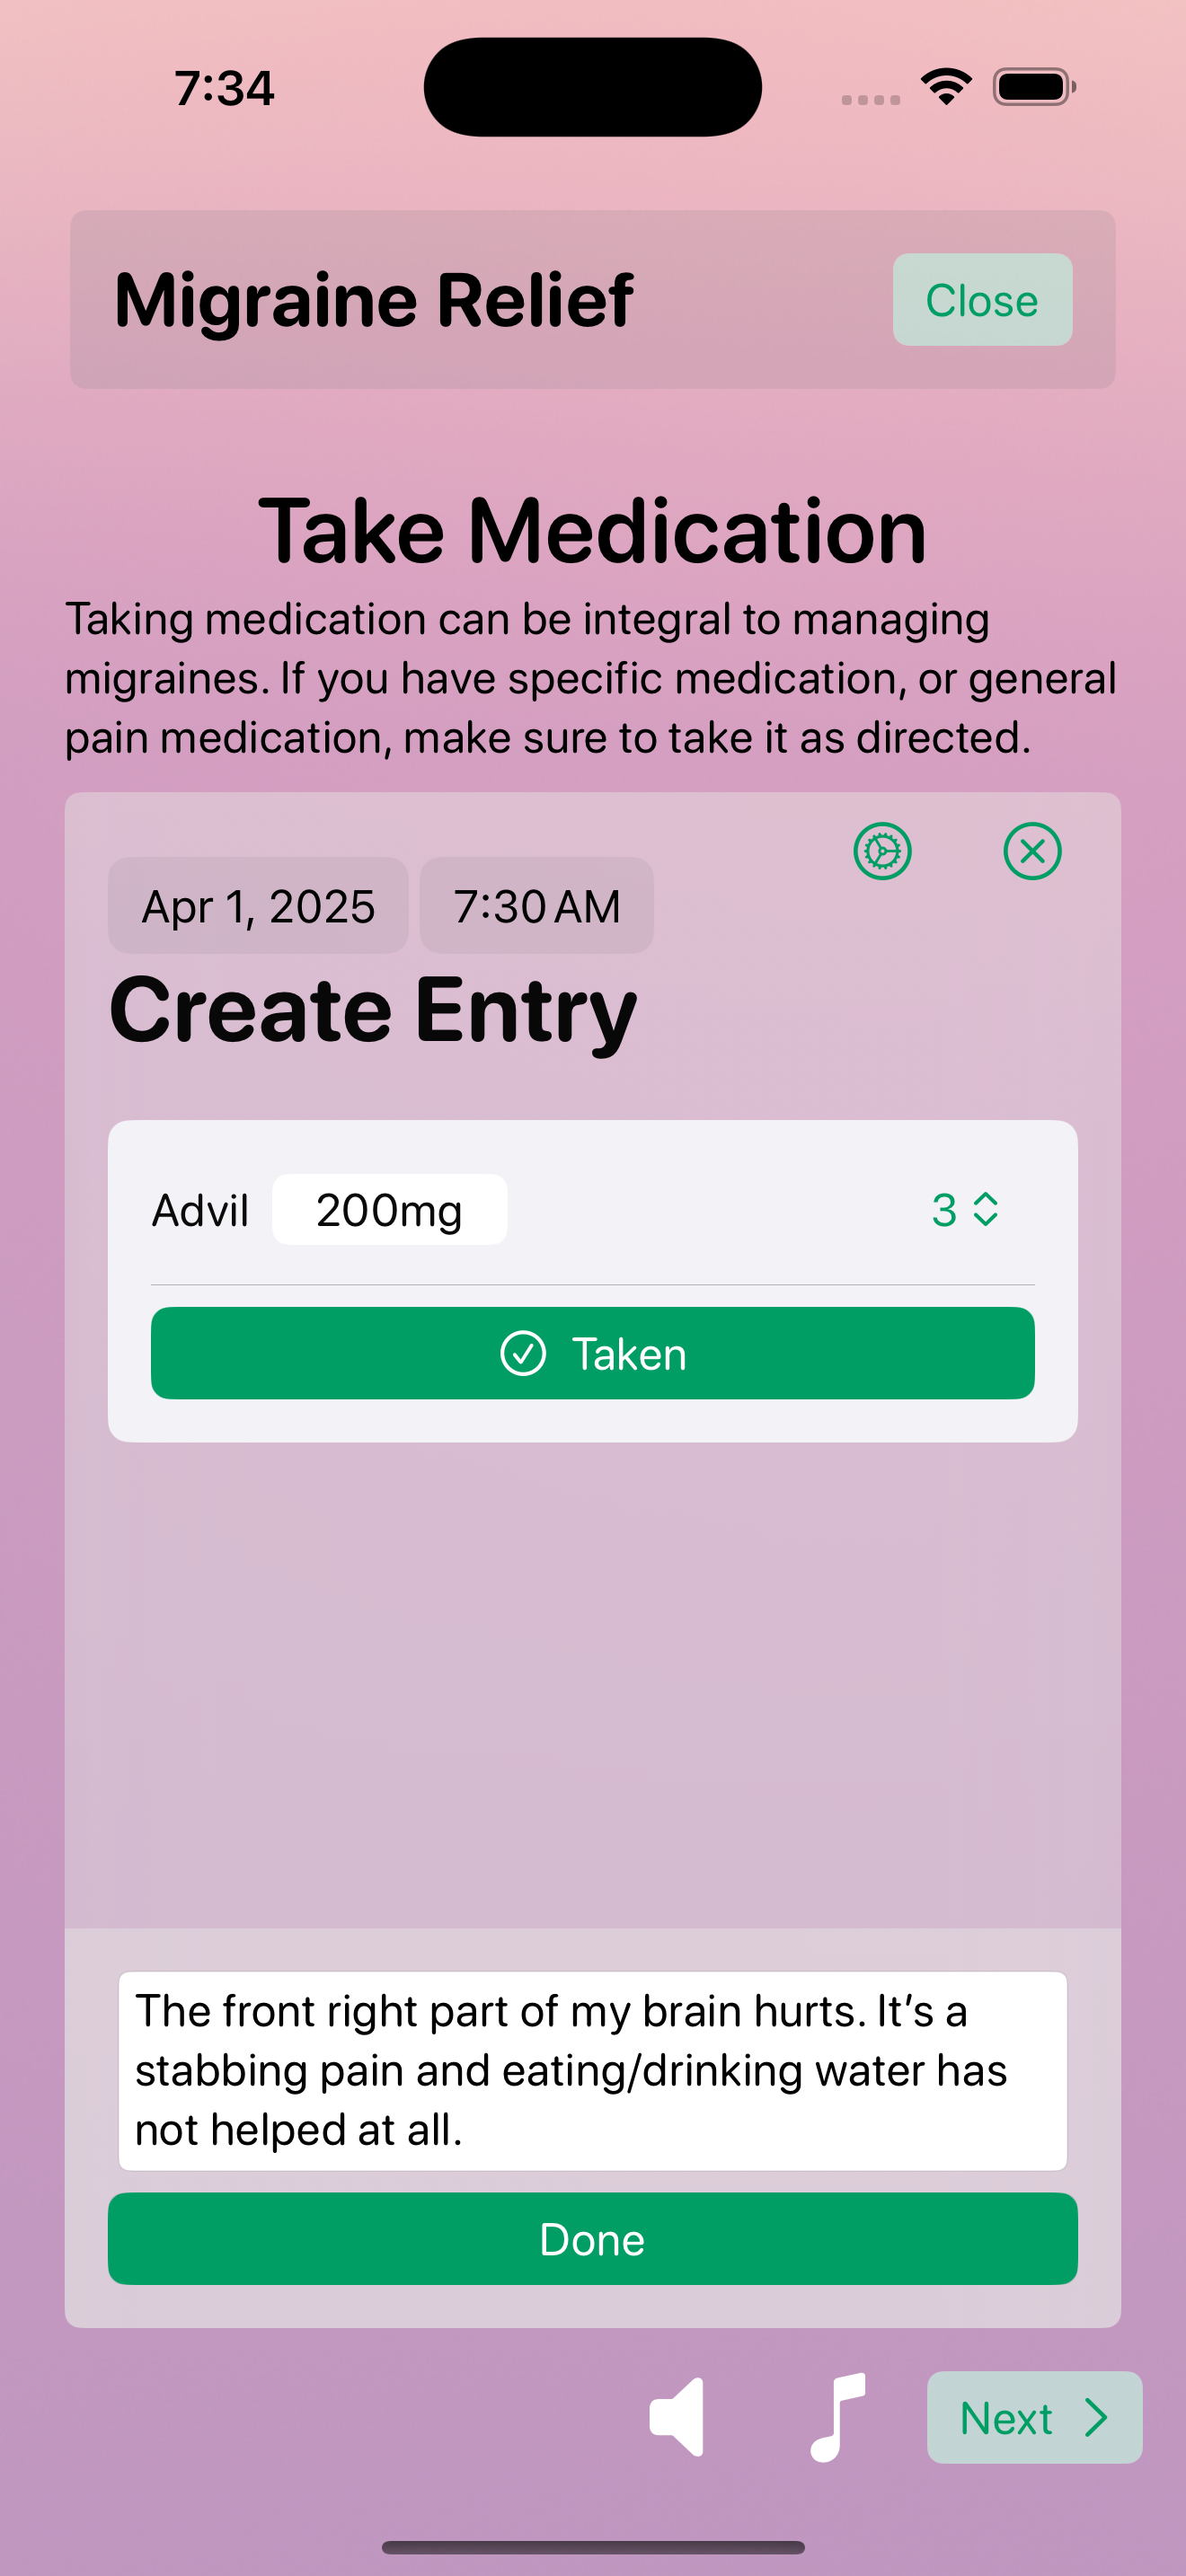 7:34
Migraine Relief
Close
Take Medication
Taking medication can be integral to managing
migraines. If you have specific medication, or general
pain medication, make sure to take it as directed.
Apr 1, 2025 7:30 AM
Create Entry
Advil 200mg 3
Taken
The front right part of my brain hurts. It’s a
stabbing pain and eating/drinking water has
not helped at all.
Done
Next